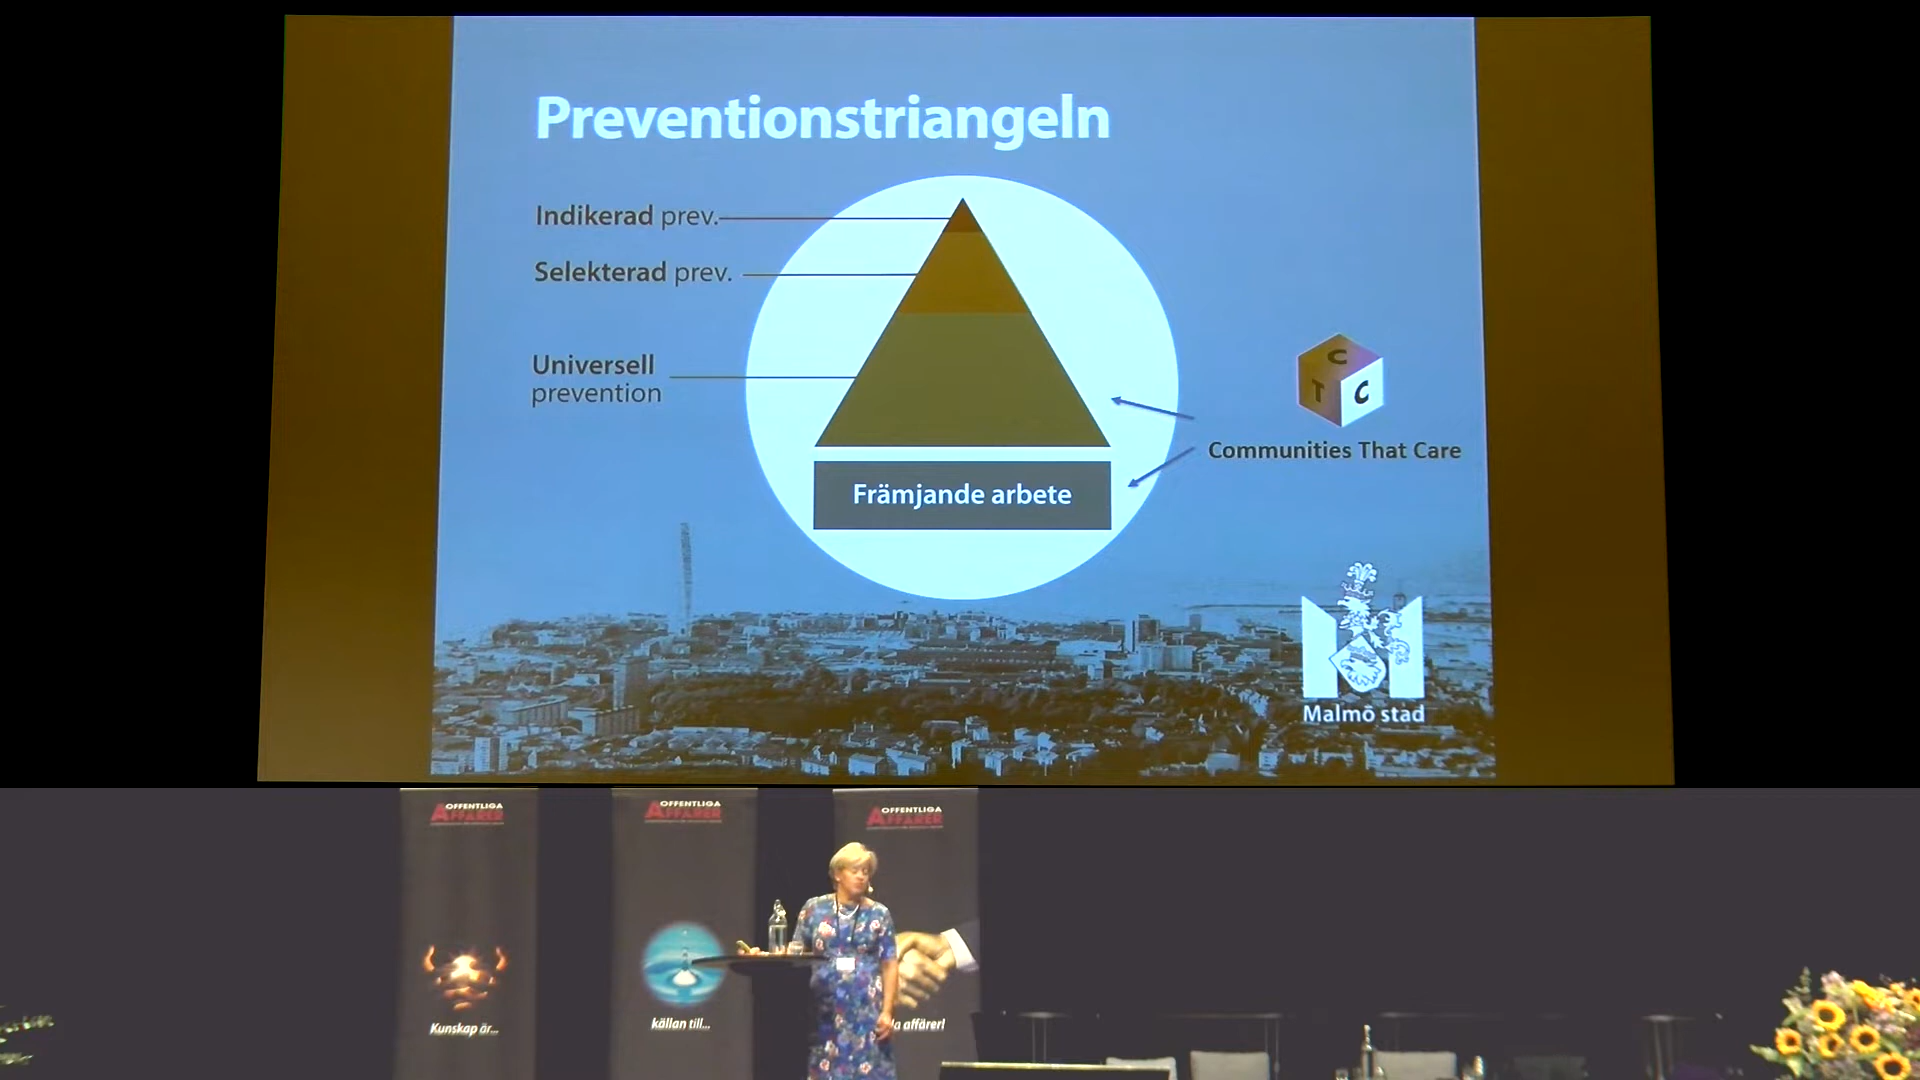 Preventionstriangeln
Indikerad prev.
Selekterad prev.
Universell
prevention
Främjande arbete
C
T C
Communities That Care
Malmö stad
OFFENTLIGA
AFFÄRER
OFFENTLIGA
AFFÄRER
OFFENTLIGA
AFFÄRER
Kunskap är...
källan till...
affärer!